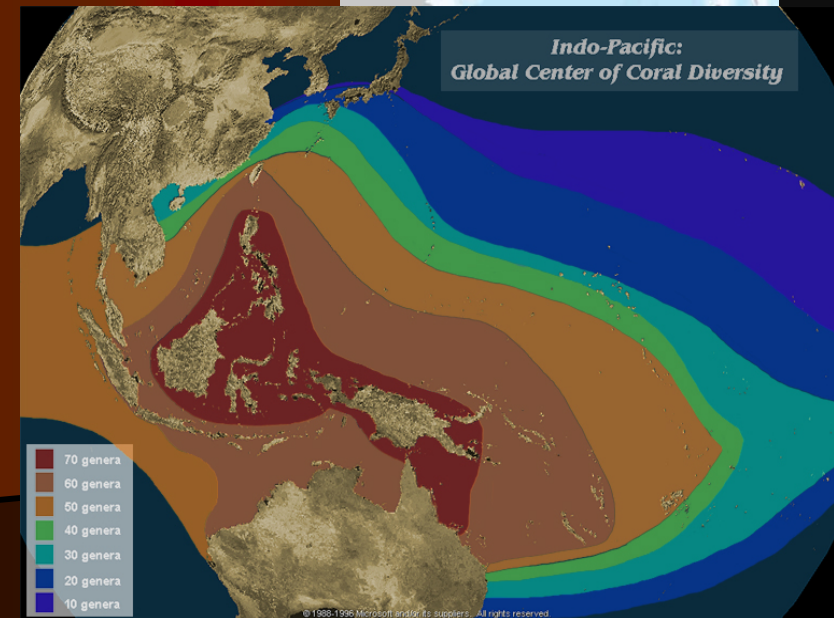 Indo-Pacific:
Global Center of Coral Diversity
70 genera
60 genera
50 genera
40 genera
30 genera
20 genera
10 genera
© 1988-1996 Microsoft and/or its suppliers. All rights reserved.